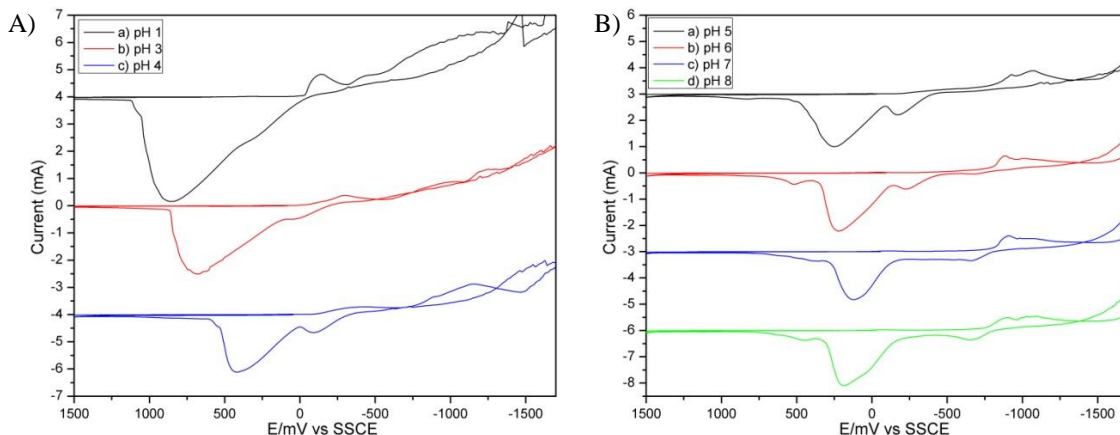 A)
a) pH 1
b) pH 3
c) pH 4
Current (mA)
7
6
5
4
3
2
1
0
-1
-2
-3
-4
-5
-6
-7
1500 1000 500 0 -500 -1000 -1500
E/mV vs SSCE
B)
a) pH 5
b) pH 6
c) pH 7
d) pH 8
Current (mA)
6
5
4
3
2
1
0
-1
-2
-3
-4
-5
-6
-7
-8
1500 1000 500 0 -500 -1000 -1500
E/mV vs SSCE